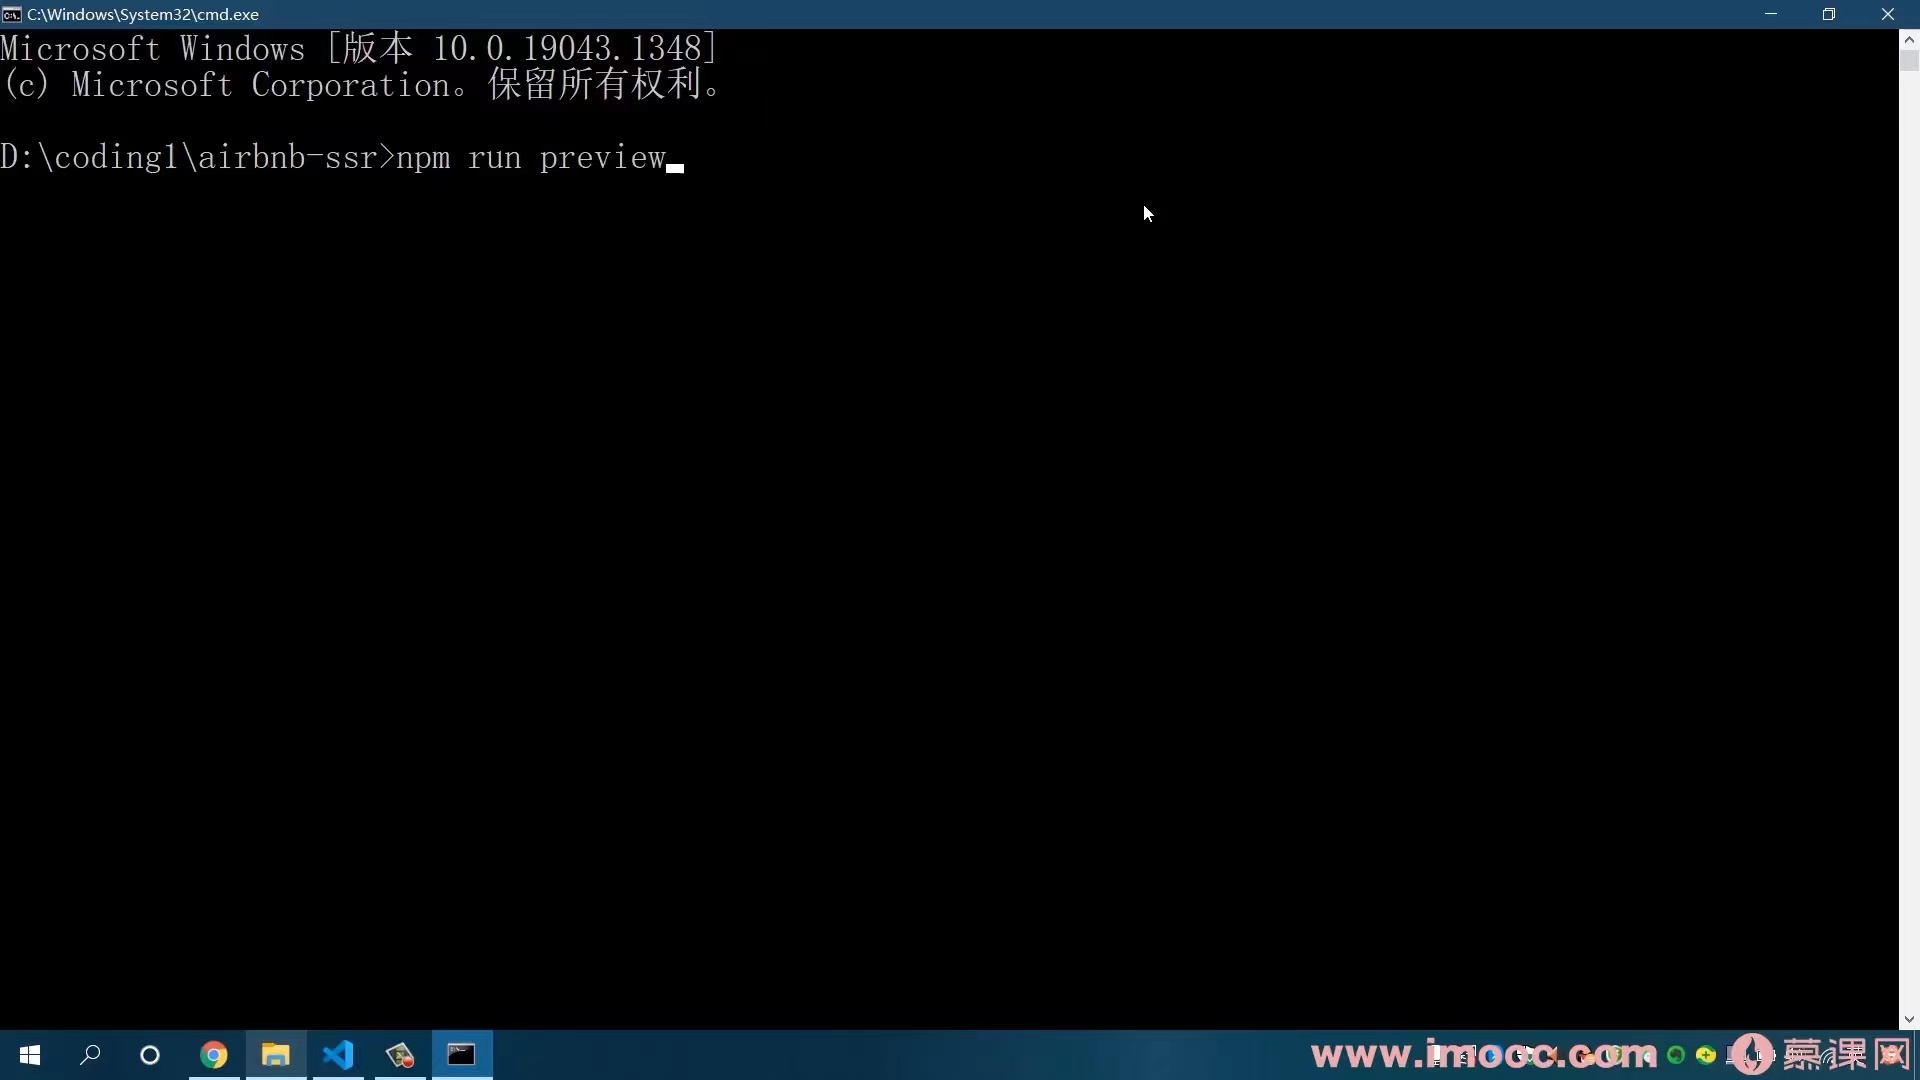 C:\Windows\System32\cmd.exe
Microsoft Windows [版本 10.0.19043.1348]
(c) Microsoft Corporation。保留所有权利。
D:\coding1\airbnb-ssr>npm run preview
www.imooc.com 慕课网